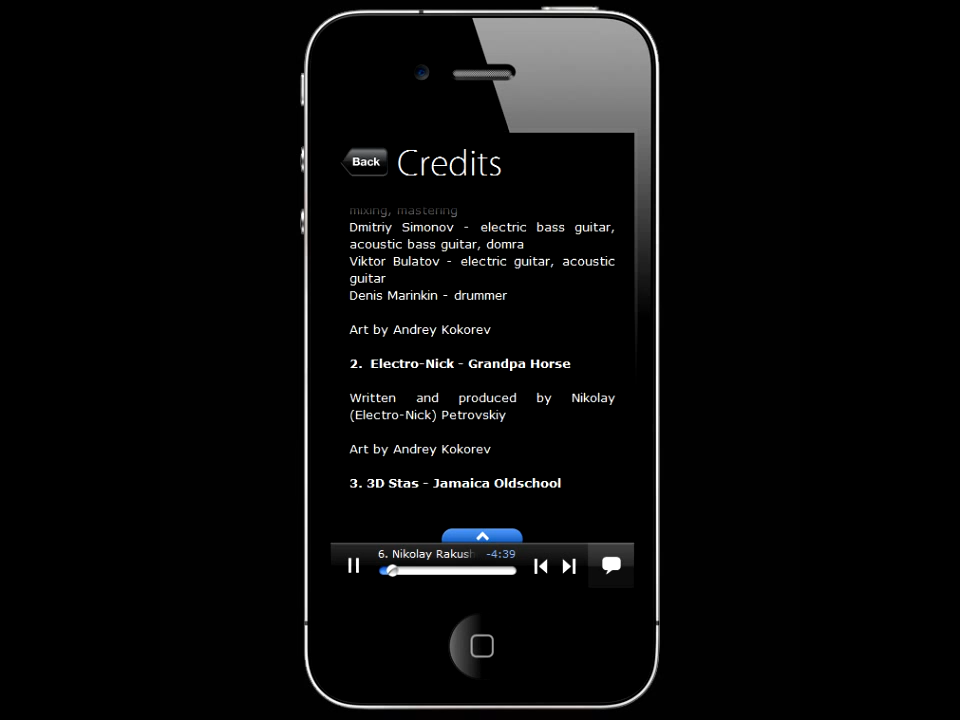 Back
Credits
mixing, mastering
Dmitriy Simonov - electric bass guitar,
acoustic bass guitar, domra
Viktor Bulatov - electric guitar, acoustic
guitar
Denis Marinkin - drummer
Art by Andrey Kokorev
2. Electro-Nick - Grandpa Horse
Written and produced by Nikolay
(Electro-Nick) Petrovskiy
Art by Andrey Kokorev
3. 3D Stas - Jamaica Oldschool
6. Nikolay Rakush -4:39